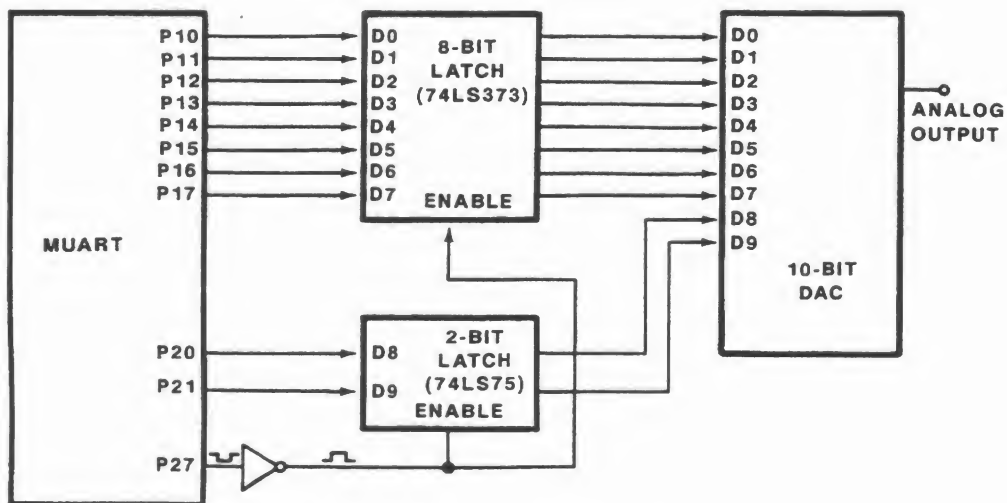 MUART
P10
P11
P12
P13
P14
P15
P16
P17
P20
P21
P27
D0
D1
D2
D3
D4
D5
D6
D7
8-BIT
LATCH
(74LS373)
ENABLE
D8
D9
2-BIT
LATCH
(74LS75)
ENABLE
D0
D1
D2
D3
D4
D5
D6
D7
D8
D9
10-BIT
DAC
ANALOG
OUTPUT